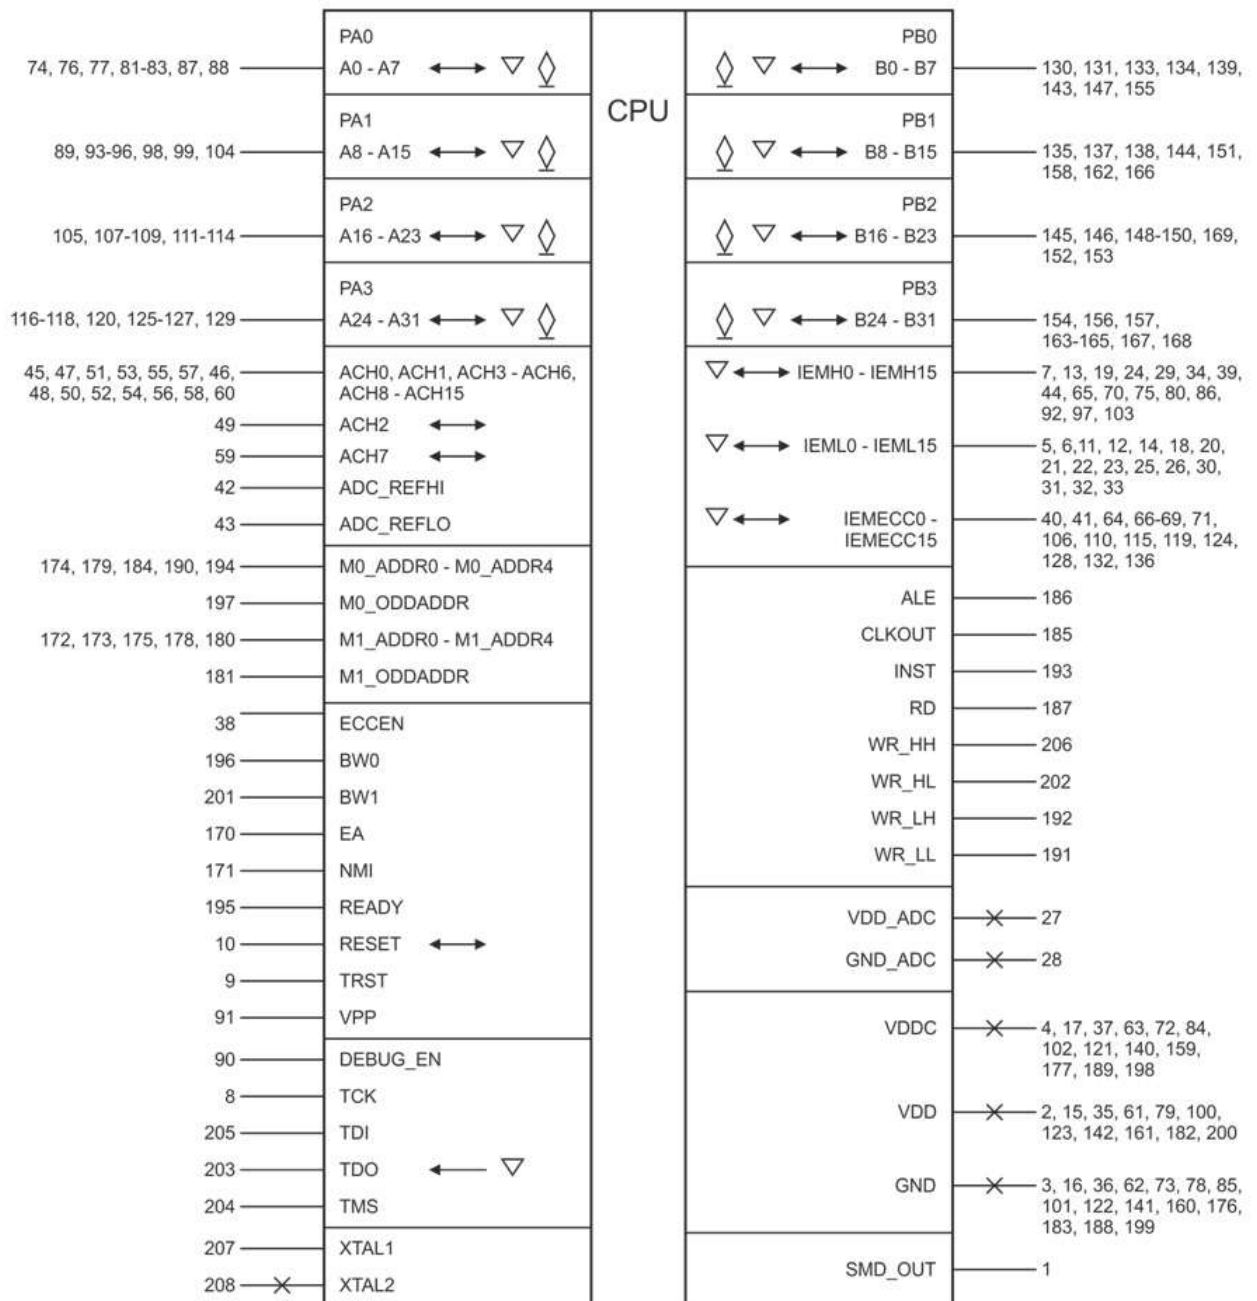 PA0
74, 76, 77, 81-83, 87, 88 A0 - A7
PA1
89, 93-96, 98, 99, 104 A8 - A15
PA2
105, 107-109, 111-114 A16 - A23
PA3
116-118, 120, 125-127, 129 A24 - A31
45, 47, 51, 53, 55, 57, 46, ACH0, ACH1, ACH3 - ACH6,
48, 50, 52, 54, 56, 58, 60 ACH8 - ACH15
49 ACH2
59 ACH7
42 ADC_REFHI
43 ADC_REFLO
174, 179, 184, 190, 194 M0_ADDR0 - M0_ADDR4
197 M0_ODDADDR
172, 173, 175, 178, 180 M1_ADDR0 - M1_ADDR4
181 M1_ODDADDR
38 ECCEN
196 BW0
201 BW1
170 EA
171 NMI
195 READY
10 RESET
9 TRST
91 VPP
90 DEBUG_EN
8 TCK
205 TDI
203 TDO
204 TMS
207 XTAL1
208 XTAL2
CPU
PB0
B0 - B7 130, 131, 133, 134, 139,
143, 147, 155
PB1
B8 - B15 135, 137, 138, 144, 151,
158, 162, 166
PB2
B16 - B23 145, 146, 148-150, 169,
152, 153
PB3
B24 - B31 154, 156, 157,
163-165, 167, 168
IEMH0 - IEMH15 7, 13, 19, 24, 29, 34, 39,
44, 65, 70, 75, 80, 86,
92, 97, 103
IEML0 - IEML15 5, 6,11, 12, 14, 18, 20,
21, 22, 23, 25, 26, 30,
31, 32, 33
IEMECC0 - 40, 41, 64, 66-69, 71,
IEMECC15 106, 110, 115, 119, 124,
128, 132, 136
ALE 186
CLKOUT 185
INST 193
RD 187
WR_HH 206
WR_HL 202
WR_LH 192
WR_LL 191
VDD_ADC 27
GND_ADC 28
VDDC 4, 17, 37, 63, 72, 84,
102, 121, 140, 159,
177, 189, 198
VDD 2, 15, 35, 61, 79, 100,
123, 142, 161, 182, 200
GND 3, 16, 36, 62, 73, 78, 85,
101, 122, 141, 160, 176,
183, 188, 199
SMD_OUT 1